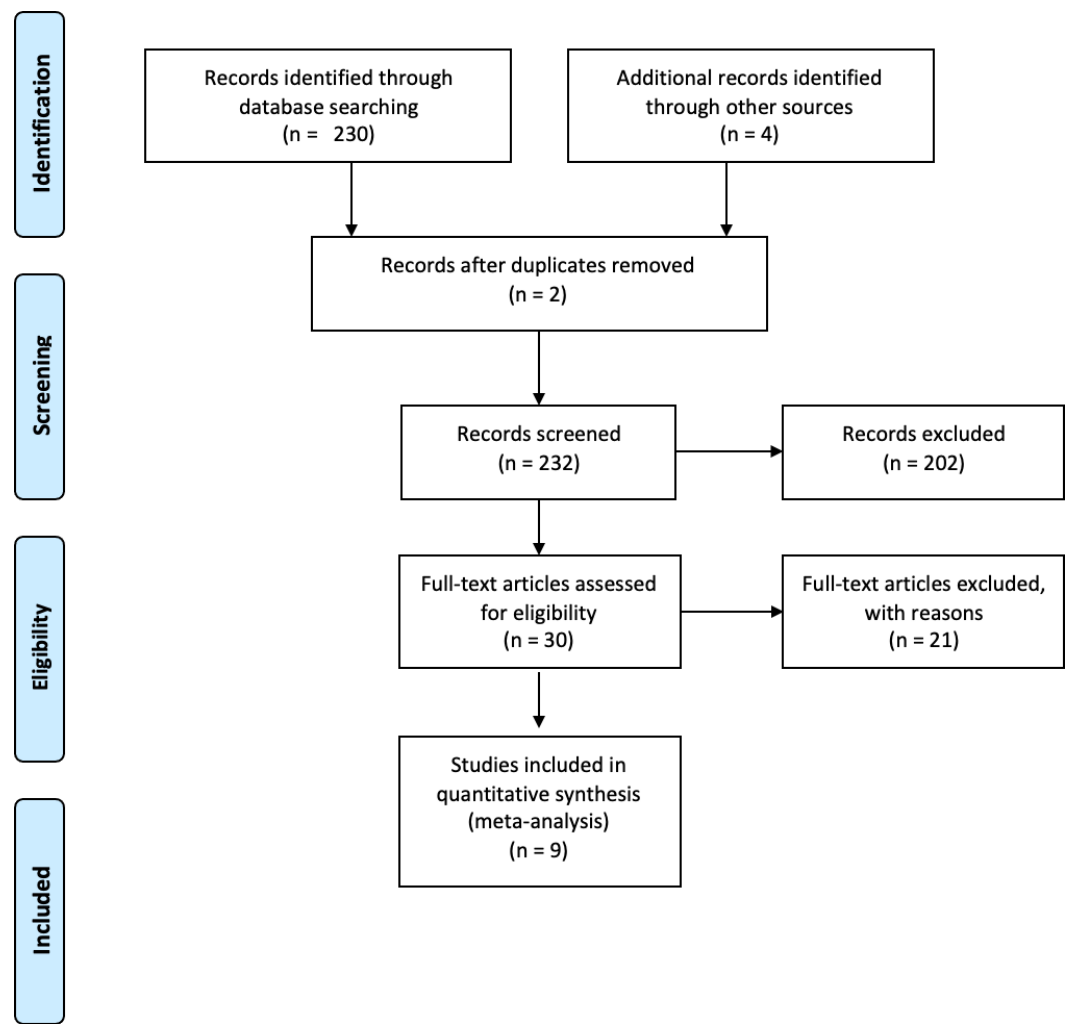 Identification
Records identified through
database searching
(n = 230)
Additional records identified
through other sources
(n = 4)
Records after duplicates removed
(n = 2)
Screening
Records screened
(n = 232)
Records excluded
(n = 202)
Eligibility
Full-text articles assessed
for eligibility
(n = 30)
Full-text articles excluded,
with reasons
(n = 21)
Studies included in
quantitative synthesis
(meta-analysis)
(n = 9)
Included